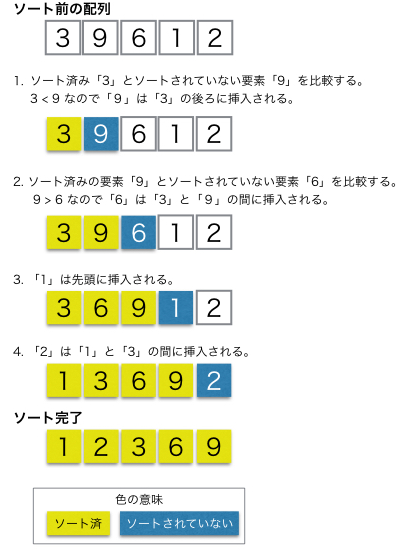 ソート前の配列
3 9 6 1 2
1. ソート済み「3」とソートされていない要素「9」を比較する。
3 < 9 なので「9」は「3」の後ろに挿入される。
3 9 6 1 2
2. ソート済みの要素「9」とソートされていない要素「6」を比較する。
9 > 6 なので「6」は「3」と「9」の間に挿入される。
3 9 6 1 2
3. 「1」は先頭に挿入される。
3 6 9 1 2
4. 「2」は「1」と「3」の間に挿入される。
1 3 6 9 2
ソート完了
1 2 3 6 9
色の意味
ソート済 ソートされていない